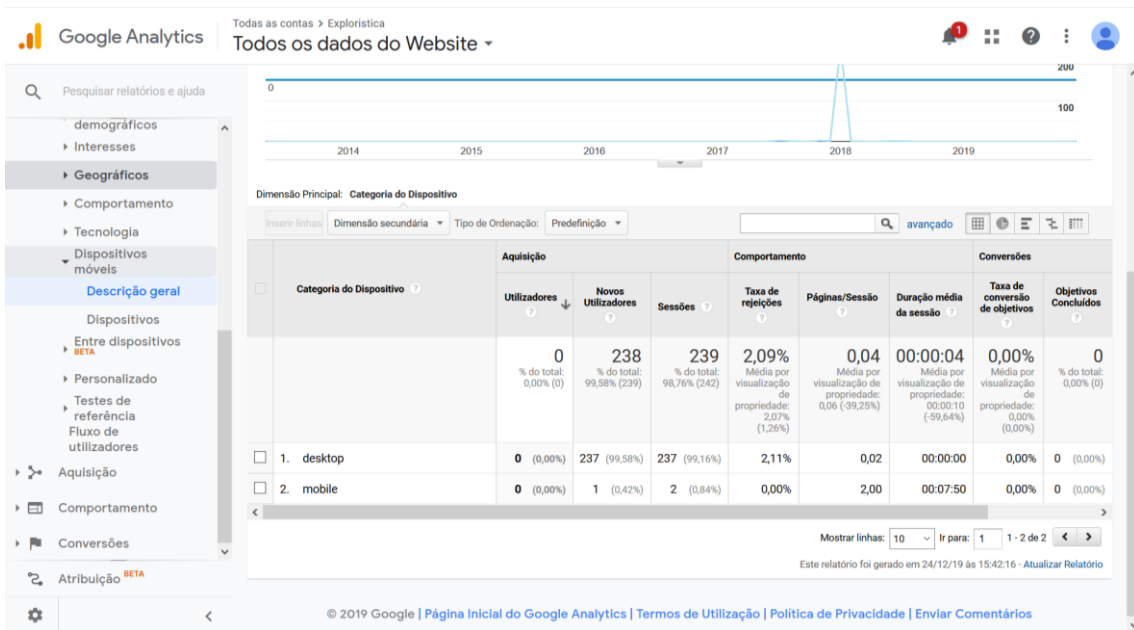 Todas as contas > Exploristica
Google Analytics
Todos os dados do Website
1
Pesquisar relatórios e ajuda
demográficos
Interesses
Geográficos
Comportamento
Tecnologia
Dispositivos
móveis
Descrição geral
Dispositivos
Entre dispositivos
BETA
Personalizado
Testes de
referência
Fluxo de
utilizadores
Aquisição
Comportamento
Conversões
Atribuição BETA
200
0
100
2014 2015 2016 2017 2018 2019
Dimensão Principal: Categoria do Dispositivo
Inserir linhas Dimensão secundária Tipo de Ordenação: Predefinição avançado
Aquisição Comportamento Conversões
Categoria do Dispositivo ?
Utilizadores ?
Novos
Utilizadores
?
Sessões ?
Taxa de
rejeições
?
Páginas/Sessão
?
Duração média
da sessão ?
Taxa de
conversão
de objetivos
?
Objetivos
Concluídos
?
0
% do total:
0,00% (0)
238
% do total:
99,58% (239)
239
% do total:
98,76% (242)
2,09%
Média por
visualização
de
propriedade:
2,07%
(1,26%)
0,04
Média por
visualização de
propriedade:
0,06 (-39,25%)
00:00:04
Média por
visualização de
propriedade:
00:00:10
(-59,64%)
0,00%
Média por
visualização
de
propriedade:
0,00%
(0,00%)
0
% do total:
0,00% (0)
1. desktop 0 (0,00%) 237 (99,58%) 237 (99,16%) 2,11% 0,02 00:00:00 0,00% 0 (0,00%)
2. mobile 0 (0,00%) 1 (0,42%) 2 (0,84%) 0,00% 2,00 00:07:50 0,00% 0 (0,00%)
Mostrar linhas: 10 Ir para: 1 1 - 2 de 2
Este relatório foi gerado em 24/12/19 às 15:42:16 - Atualizar Relatório
© 2019 Google | Página Inicial do Google Analytics | Termos de Utilização | Política de Privacidade | Enviar Comentários